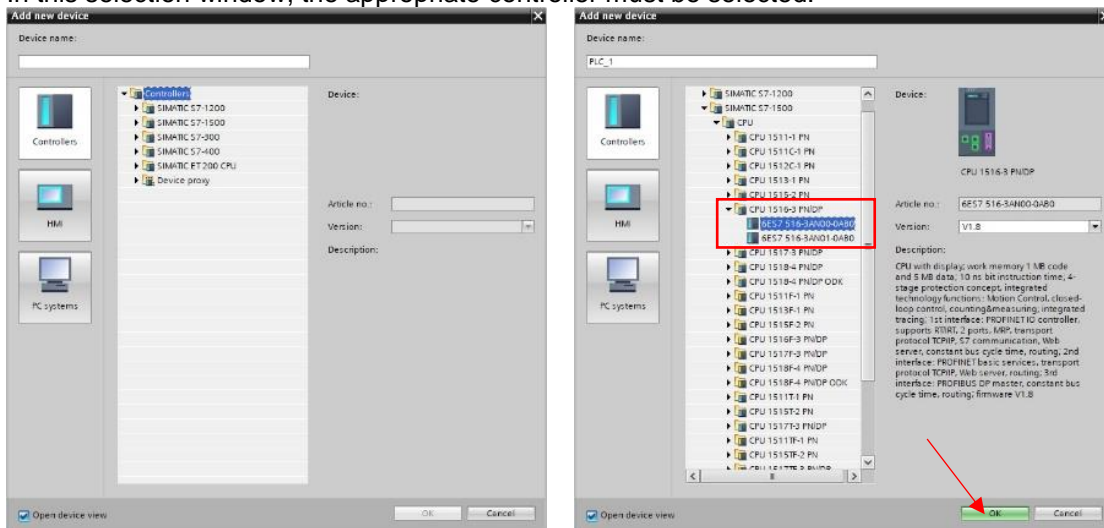 In this selection window, the appropriate controller must be selected.
Add new device
Device name:
Controllers
HMI
PC systems
Controllers
SIMATIC S7-1200
SIMATIC S7-1500
SIMATIC S7-300
SIMATIC S7-400
SIMATIC ET 200 CPU
Device proxy
Device:
Article no.:
Version:
Description:
Open device view
OK
Cancel
Add new device
Device name:
PLC_1
Controllers
HMI
PC systems
SIMATIC S7-1200
SIMATIC S7-1500
CPU
CPU 1511-1 PN
CPU 1511C-1 PN
CPU 1512C-1 PN
CPU 1513-1 PN
CPU 1515-2 PN
CPU 1516-3 PN/DP
6ES7 516-3AN00-0AB0
6ES7 516-3AN01-0AB0
CPU 1517-3 PN/DP
CPU 1518-4 PN/DP
CPU 1518-4 PN/DP ODK
CPU 1511F-1 PN
CPU 1513F-1 PN
CPU 1515F-2 PN
CPU 1516F-3 PN/DP
CPU 1517F-3 PN/DP
CPU 1518F-4 PN/DP
CPU 1518F-4 PN/DP ODK
CPU 1511T-1 PN
CPU 1515T-2 PN
CPU 1517T-3 PN/DP
CPU 1511TF-1 PN
CPU 1515TF-2 PN
CPU 1517TF-3 PN/DP
Device:
CPU 1516-3 PN/DP
Article no.:
6ES7 516-3AN00-0AB0
Version:
V1.8
Description:
CPU with display; work memory 1 MB code
and 5 MB data; 10 ns bit instruction time; 4-
stage protection concept, integrated
technology functions: Motion Control, closed-
loop control, counting&measuring; integrated
tracing; 1st interface: PROFINET IO controller,
supports RT/IRT, 2 ports, MRP, transport
protocol TCP/IP, S7 communication, Web
server, constant bus cycle time, routing; 2nd
interface: PROFINET basic services, transport
protocol TCP/IP, Web server, routing; 3rd
interface: PROFIBUS DP master, constant bus
cycle time, routing; firmware V1.8
Open device view
OK
Cancel